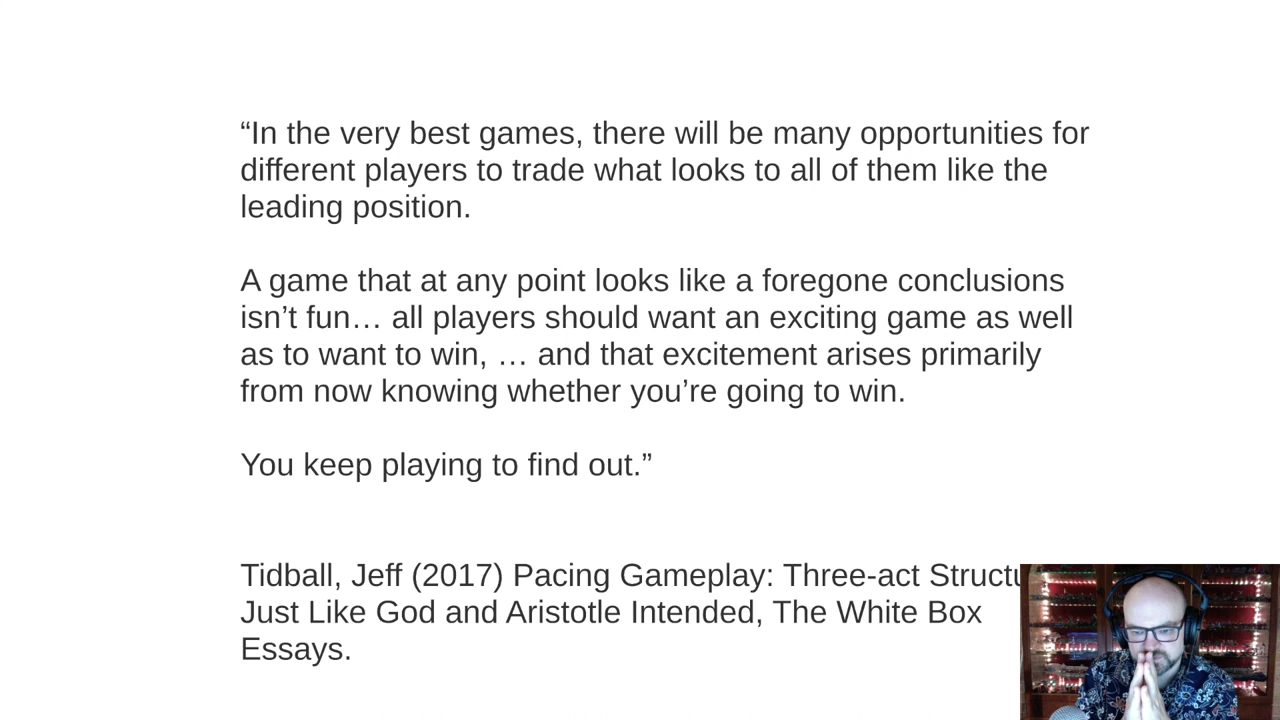 “In the very best games, there will be many opportunities for
different players to trade what looks to all of them like the
leading position.
A game that at any point looks like a foregone conclusions
isn’t fun… all players should want an exciting game as well
as to want to win, … and that excitement arises primarily
from now knowing whether you’re going to win.
You keep playing to find out.”
Tidball, Jeff (2017) Pacing Gameplay: Three-act
Just Like God and Aristotle Intended, The White Box
Essays.